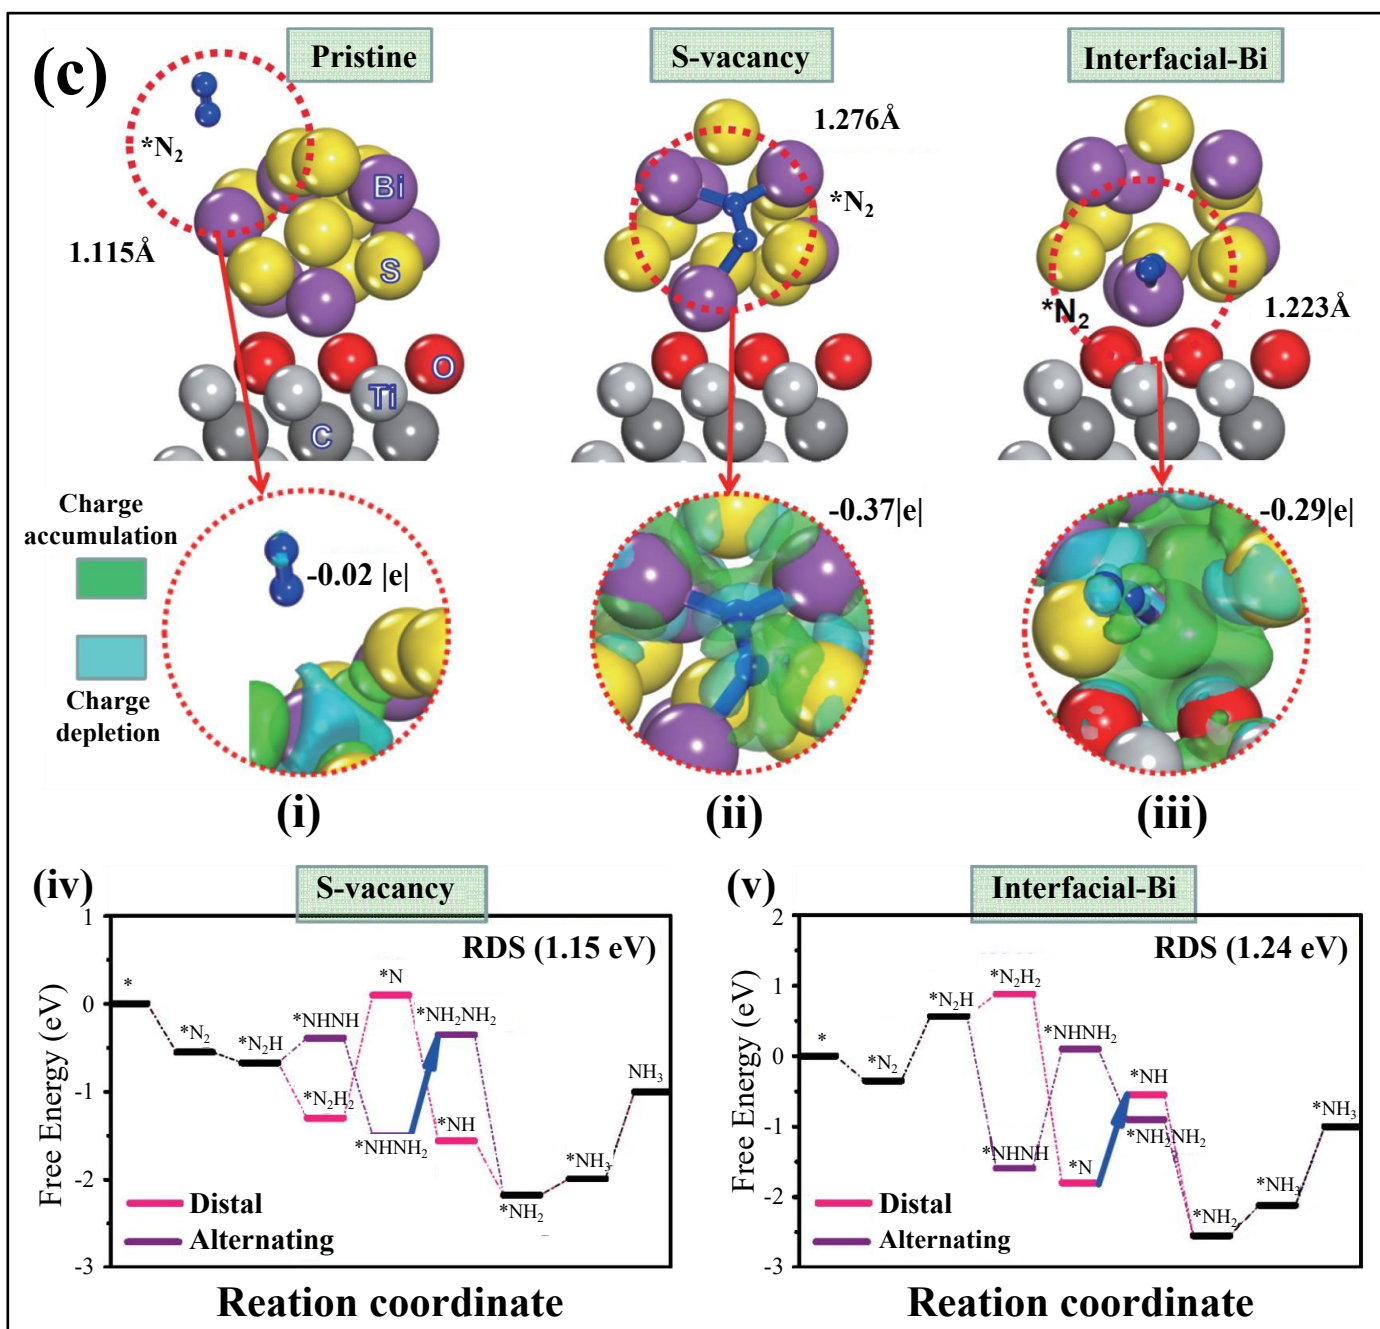 (c)
Pristine
S-vacancy
Interfacial-Bi
*N₂
1.115Å
Bi
S
O
Ti
C
1.276Å
*N₂
*N₂
1.223Å
Charge
accumulation
Charge
depletion
-0.02 |e|
-0.37|e|
-0.29|e|
(i)
(ii)
(iii)
(iv)
S-vacancy
RDS (1.15 eV)
Free Energy (eV)
1
0
-1
-2
-3
*
*N₂
*N₂H
*NHNH
*N₂H₂
*N
*NHNH₂
*NH₂NH₂
*NH
*NH₂
*NH₃
NH₃
Distal
Alternating
Reation coordinate
(v)
Interfacial-Bi
RDS (1.24 eV)
Free Energy (eV)
2
1
0
-1
-2
-3
*
*N₂
*N₂H
*N₂H₂
*NHNH
*NHNH₂
*N
*NH
*NH₂NH₂
*NH₂
*NH₃
*NH₃
Distal
Alternating
Reation coordinate